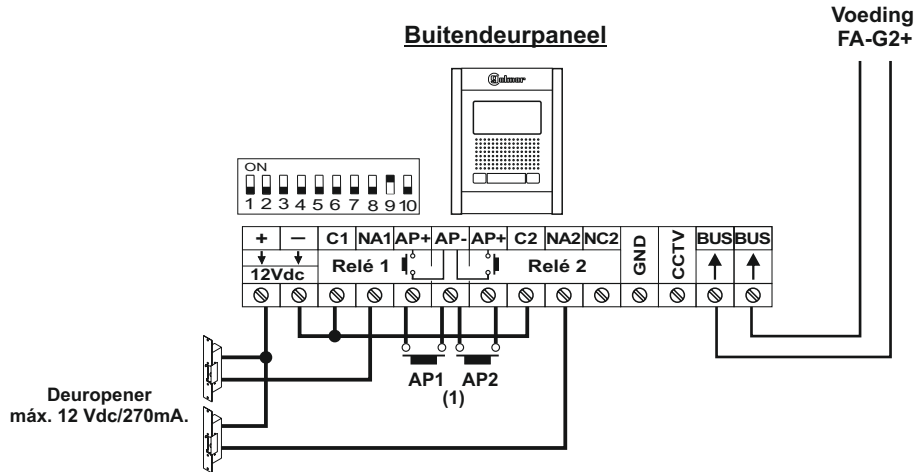 Voeding
FA-G2+
Buitendeurpaneel
Golmar
ON
1 2 3 4 5 6 7 8 9 10
+ – C1 NA1 AP+ AP- AP+ C2 NA2 NC2 GND CCTV BUS BUS
12Vdc Relé 1 Relé 2
AP1 AP2
(1)
Deuropener
máx. 12 Vdc/270mA.